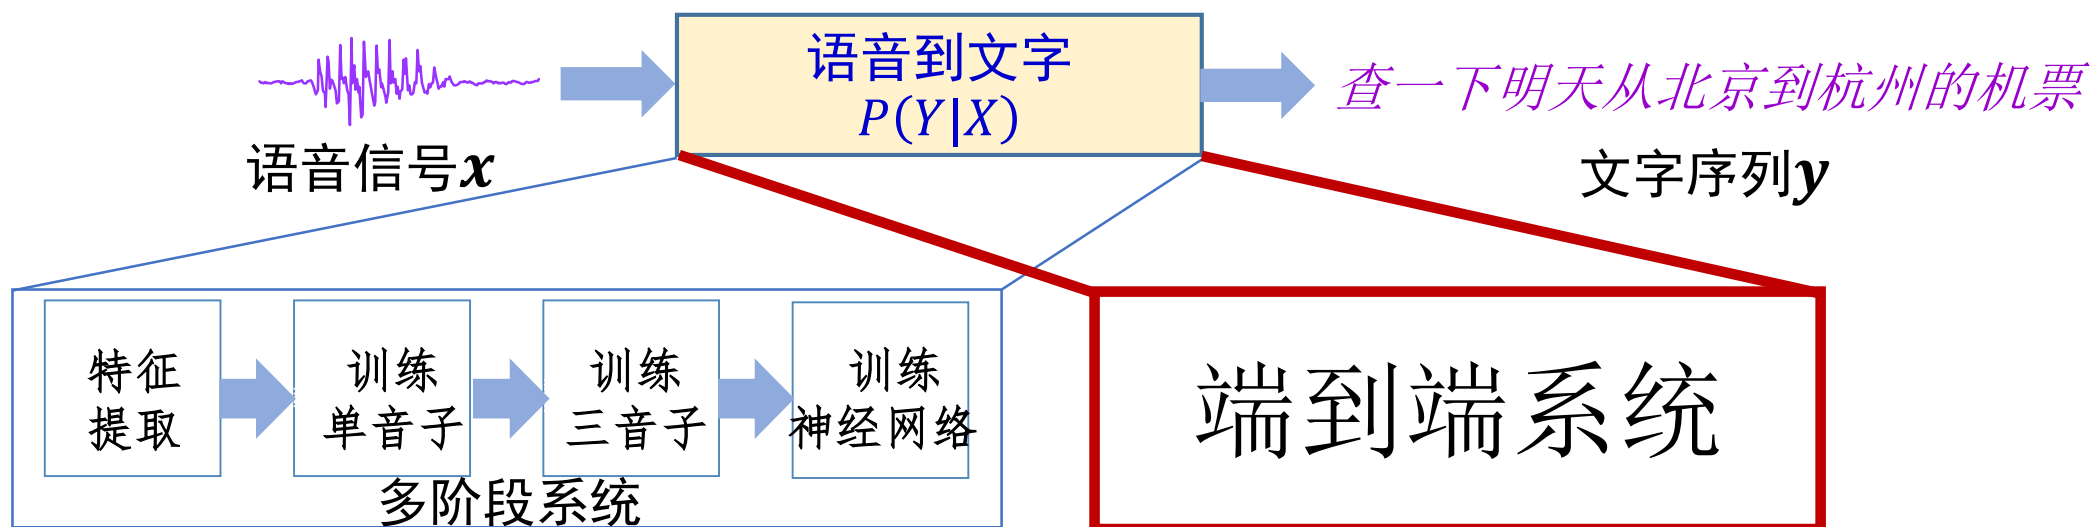 语音到文字
P(Y|X)
查一下明天从北京到杭州的机票
语音信号x
文字序列y
特征
提取
训练
单音子
训练
三音子
训练
神经网络
多阶段系统
端到端系统